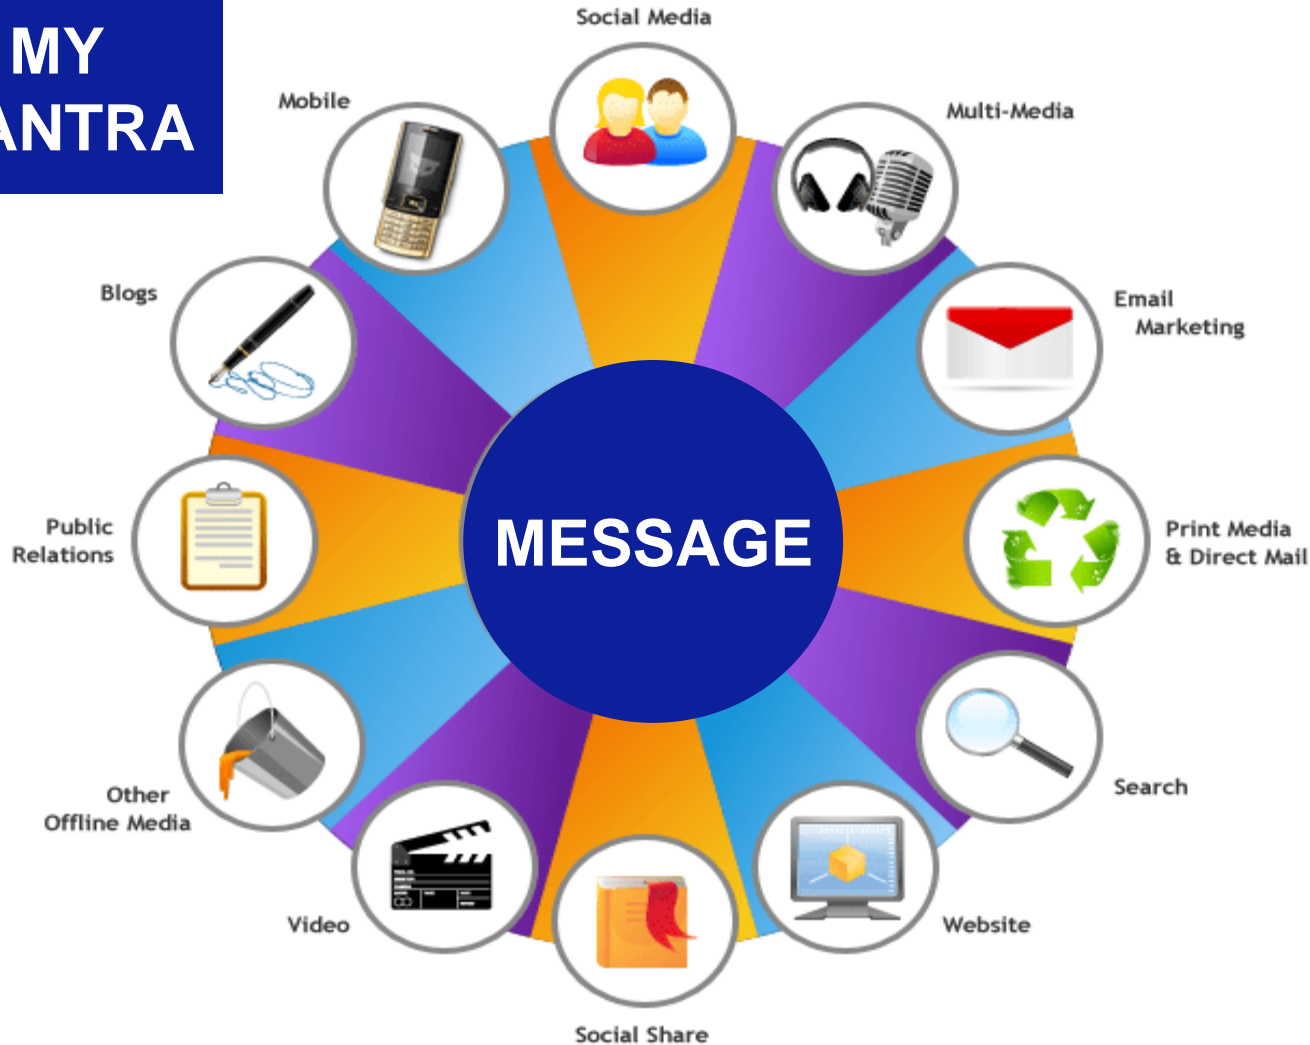 MY
ANTRA
Social Media
Mobile
Multi-Media
Blogs
Email
Marketing
MESSAGE
Public
Relations
Print Media
& Direct Mail
Other
Offline Media
Search
Video
Website
Social Share